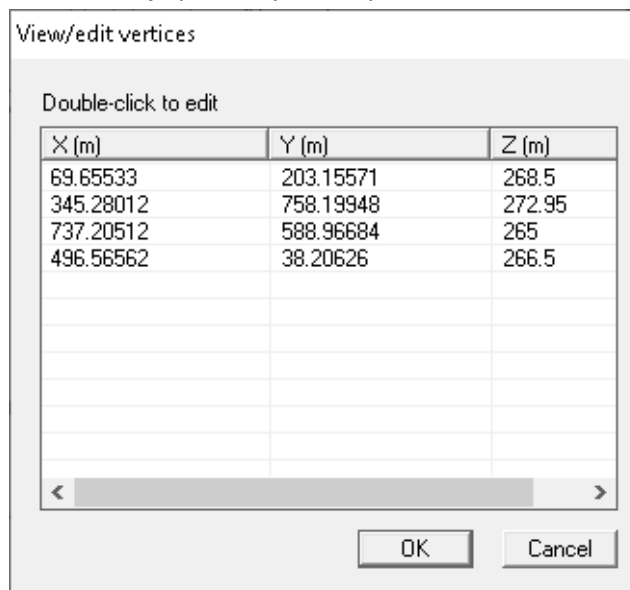 View/edit vertices
Double-click to edit
X (m) Y (m) Z (m)
69.65533 203.15571 268.5
345.28012 758.19948 272.95
737.20512 588.96684 265
496.56562 38.20626 266.5
OK Cancel